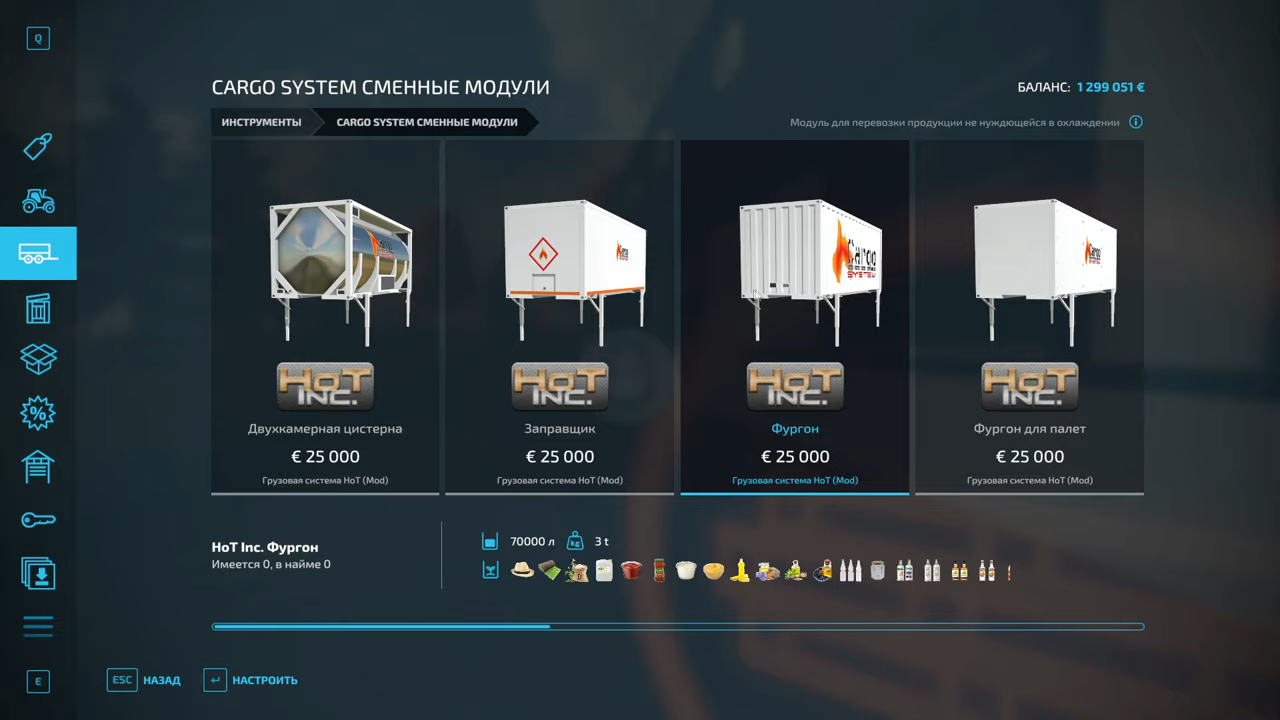 Q
CARGO SYSTEM СМЕННЫЕ МОДУЛИ
БАЛАНС: 1 299 051 €
ИНСТРУМЕНТЫ
CARGO SYSTEM СМЕННЫЕ МОДУЛИ
Модуль для перевозки продукции не нуждающейся в охлаждении
HoT INC.
HoT INC.
HoT INC.
HoT INC.
Двухкамерная цистерна
Заправщик
Фургон
Фургон для палет
€ 25 000
€ 25 000
€ 25 000
€ 25 000
Грузовая система HoT (Mod)
Грузовая система HoT (Mod)
Грузовая система HoT (Mod)
Грузовая система HoT (Mod)
HoT Inc. Фургон
Имеется 0, в найме 0
70000 л
kg
3 t
E
ESC
НАЗАД
НАСТРОИТЬ